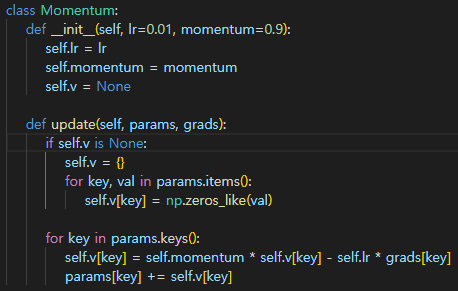 class Momentum:
    def __init__(self, lr=0.01, momentum=0.9):
        self.lr = lr
        self.momentum = momentum
        self.v = None

    def update(self, params, grads):
        if self.v is None:
            self.v = {}
            for key, val in params.items():
                self.v[key] = np.zeros_like(val)

        for key in params.keys():
            self.v[key] = self.momentum * self.v[key] - self.lr * grads[key]
            params[key] += self.v[key]